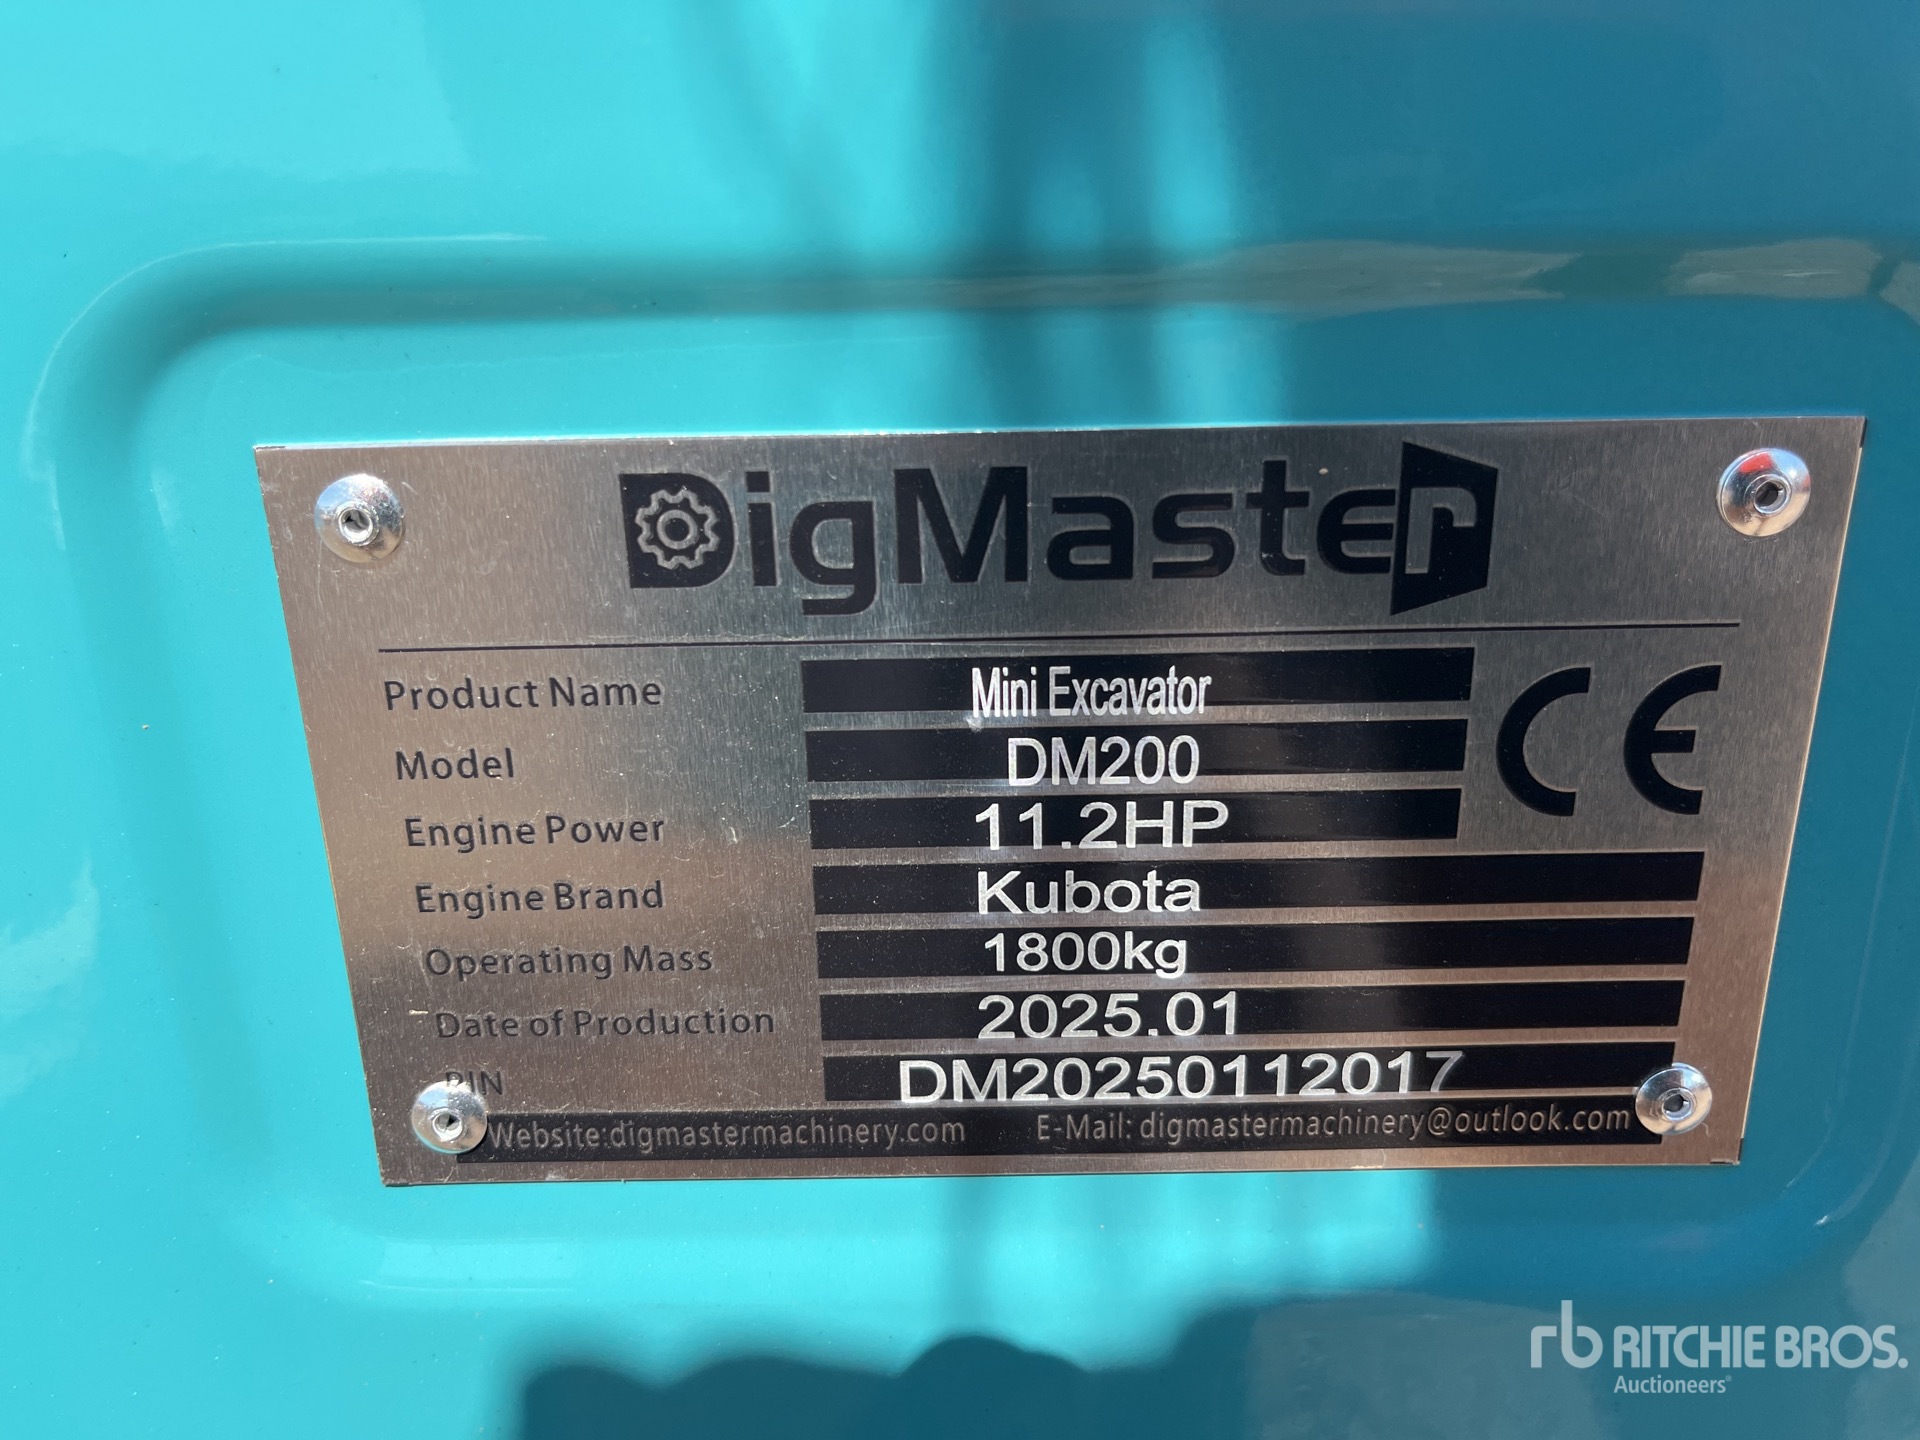 DigMaster
Product Name Mini Excavator
Model DM200
Engine Power 11.2HP
Engine Brand Kubota
Operating Mass 1800kg
Date of Production 2025.01
PIN DM20250112017
CE
Website:digmastermachinery.com E-Mail: digmastermachinery@outlook.com
rb RITCHIE BROS.
Auctioneers®